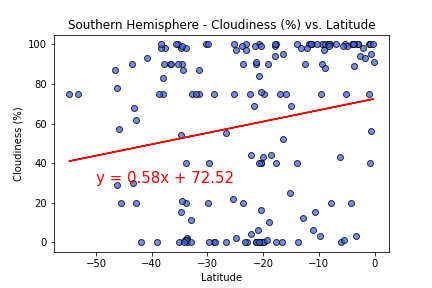 Southern Hemisphere - Cloudiness (%) vs. Latitude
100
80
60
40
20
0
Cloudiness (%)
y = 0.58x + 72.52
−50 −40 −30 −20 −10 0
Latitude